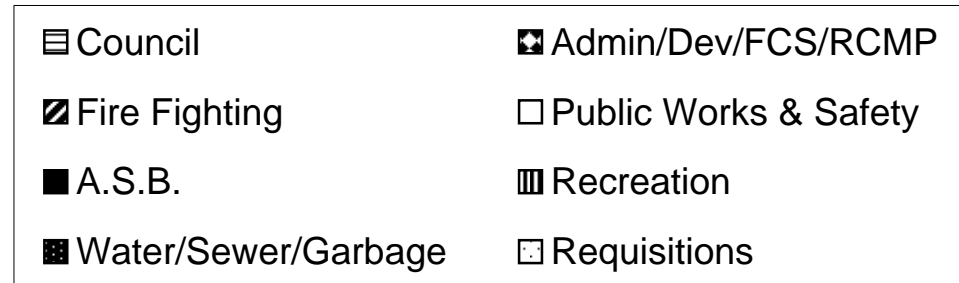 Council Admin/Dev/FCS/RCMP
Fire Fighting Public Works & Safety
A.S.B. Recreation
Water/Sewer/Garbage Requisitions